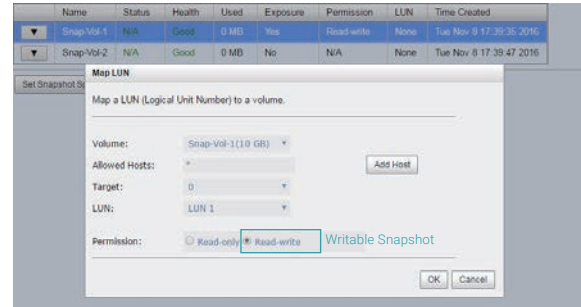 Name Status Health Used Exposure Permission LUN Time Created
▼ Snap-Vol-1 N/A Good 0 MB Yes Read-write None Tue Nov 8 17:39:35 2016
▼ Snap-Vol-2 N/A Good 0 MB No N/A None Tue Nov 8 17:39:47 2016
Set Snapshot
Map LUN
Map a LUN (Logical Unit Number) to a volume.
Volume: Snap-Vol-1(10 GB)
Allowed Hosts: * Add Host
Target: 0
LUN: LUN 1
Permission: Read-only Read-write Writable Snapshot
OK Cancel